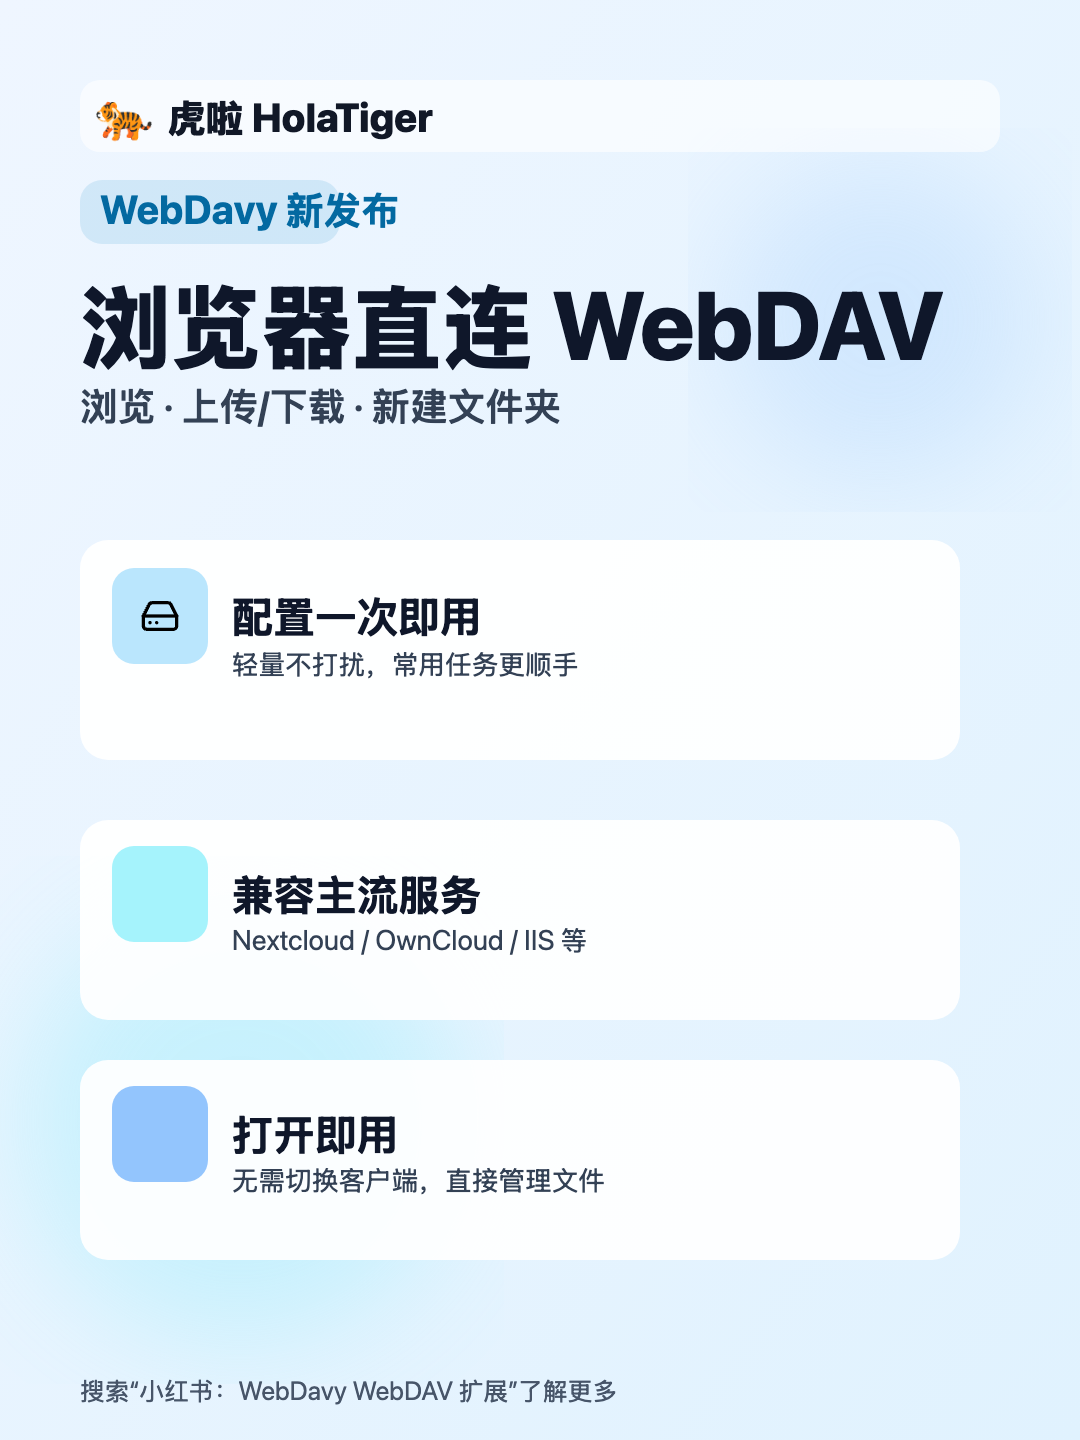 虎啦 HolaTiger
WebDavy 新发布
浏览器直连 WebDAV
浏览 · 上传/下载 · 新建文件夹
配置一次即用
轻量不打扰，常用任务更顺手
兼容主流服务
Nextcloud / OwnCloud / IIS 等
打开即用
无需切换客户端，直接管理文件
搜索“小红书：WebDavy WebDAV 扩展”了解更多